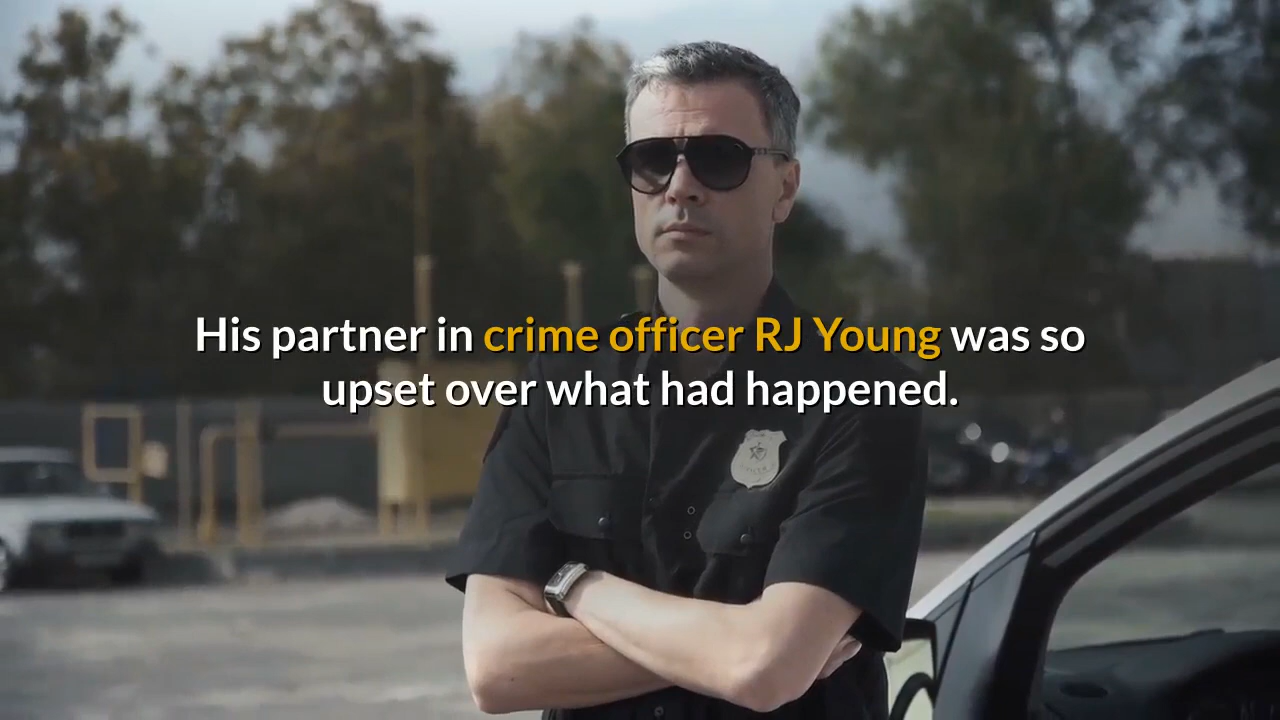 His partner in crime officer RJ Young was so
upset over what had happened.